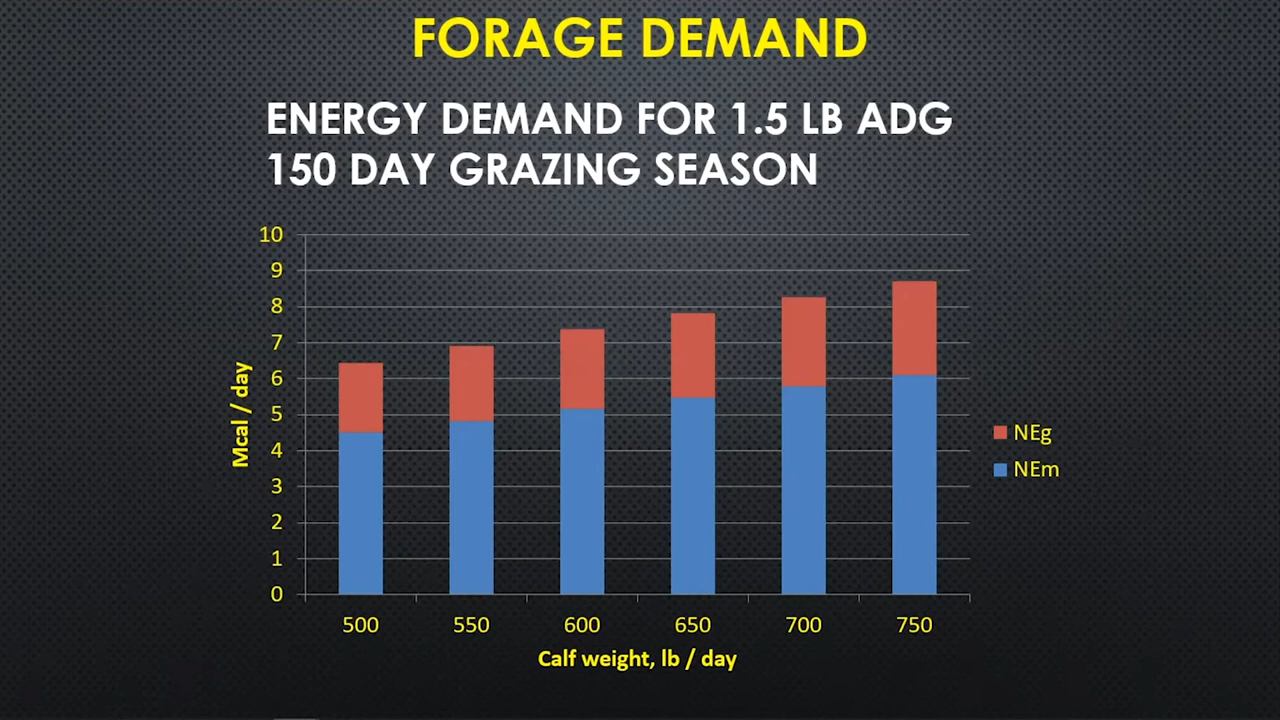 FORAGE DEMAND
ENERGY DEMAND FOR 1.5 LB ADG
150 DAY GRAZING SEASON
10
9
8
7
6
5
4
3
2
1
0
Mcal / day
500 550 600 650 700 750
Calf weight, lb / day
NEg
NEm